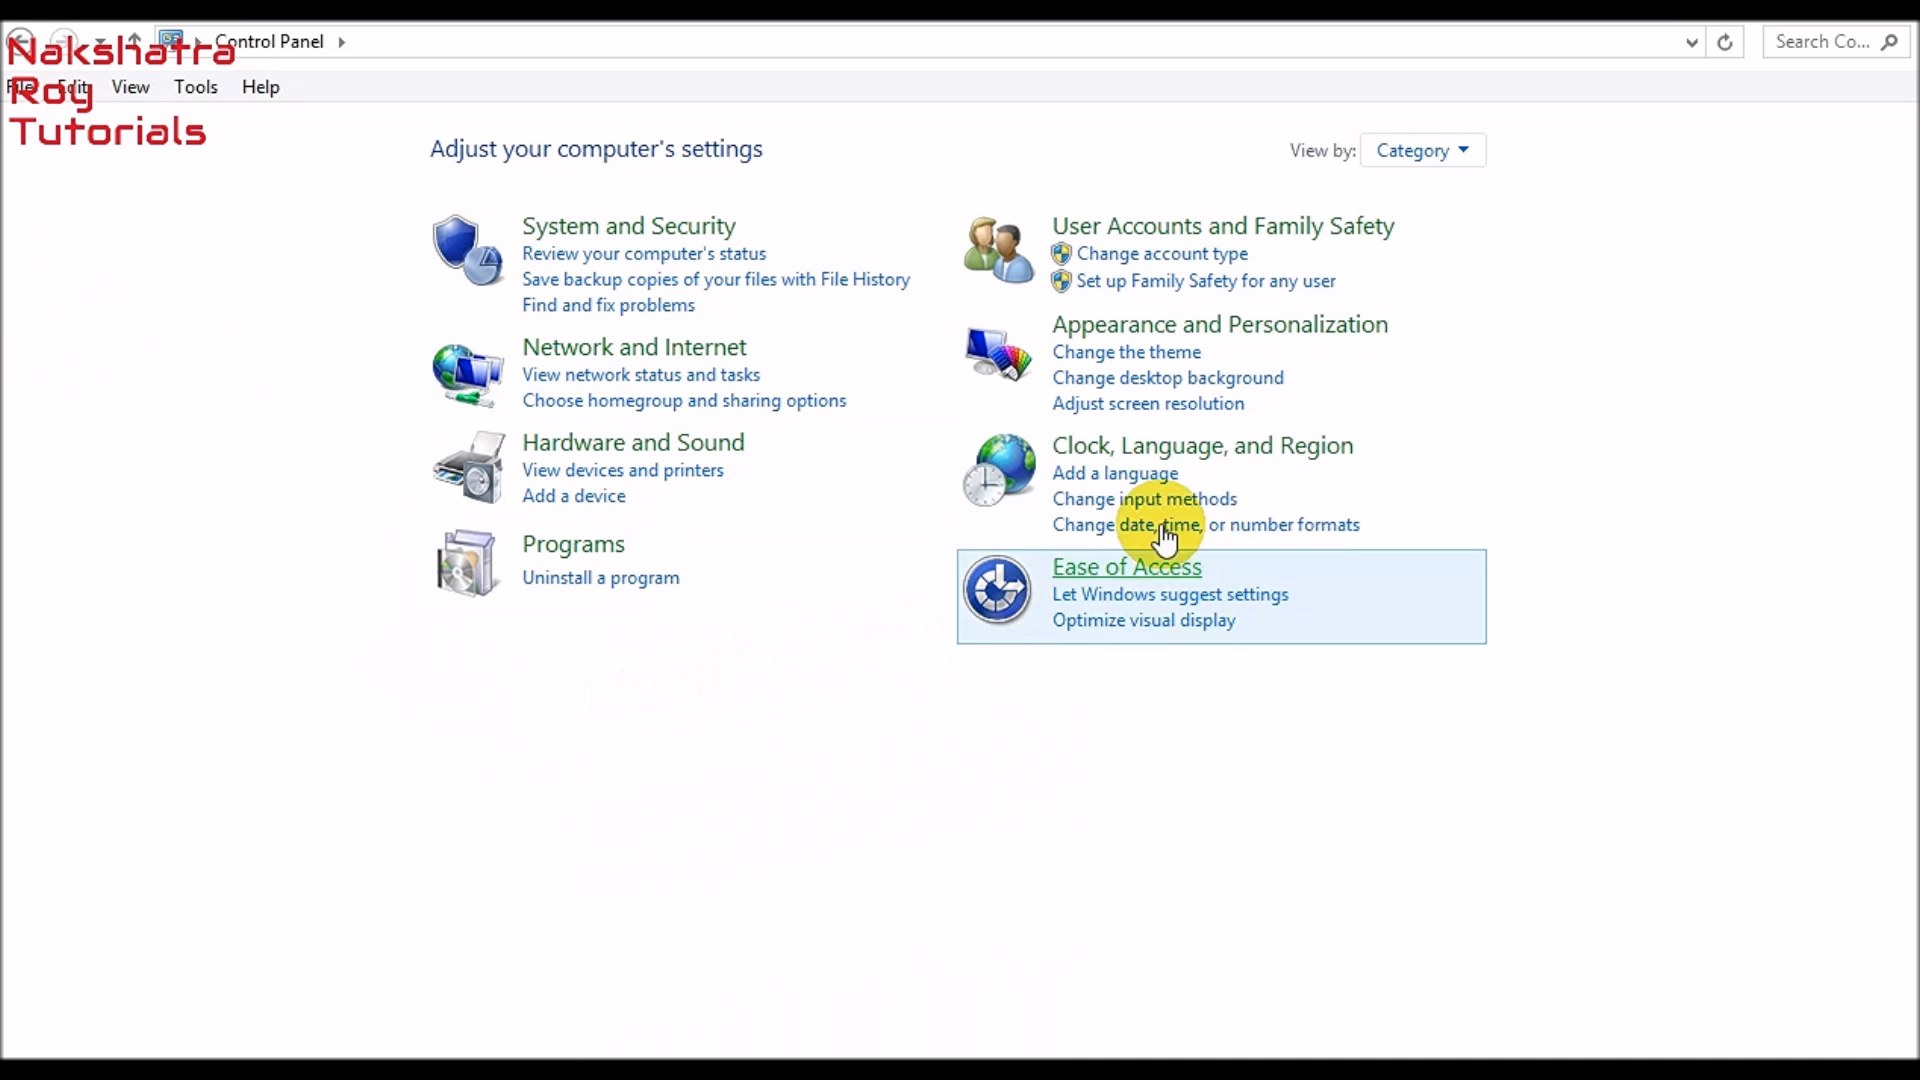 Nakshatra
Roy
Tutorials
Control Panel
Search Co...
File Edit View Tools Help
Adjust your computer's settings
View by: Category
System and Security
Review your computer's status
Save backup copies of your files with File History
Find and fix problems
Network and Internet
View network status and tasks
Choose homegroup and sharing options
Hardware and Sound
View devices and printers
Add a device
Programs
Uninstall a program
User Accounts and Family Safety
Change account type
Set up Family Safety for any user
Appearance and Personalization
Change the theme
Change desktop background
Adjust screen resolution
Clock, Language, and Region
Add a language
Change input methods
Change date, time, or number formats
Ease of Access
Let Windows suggest settings
Optimize visual display